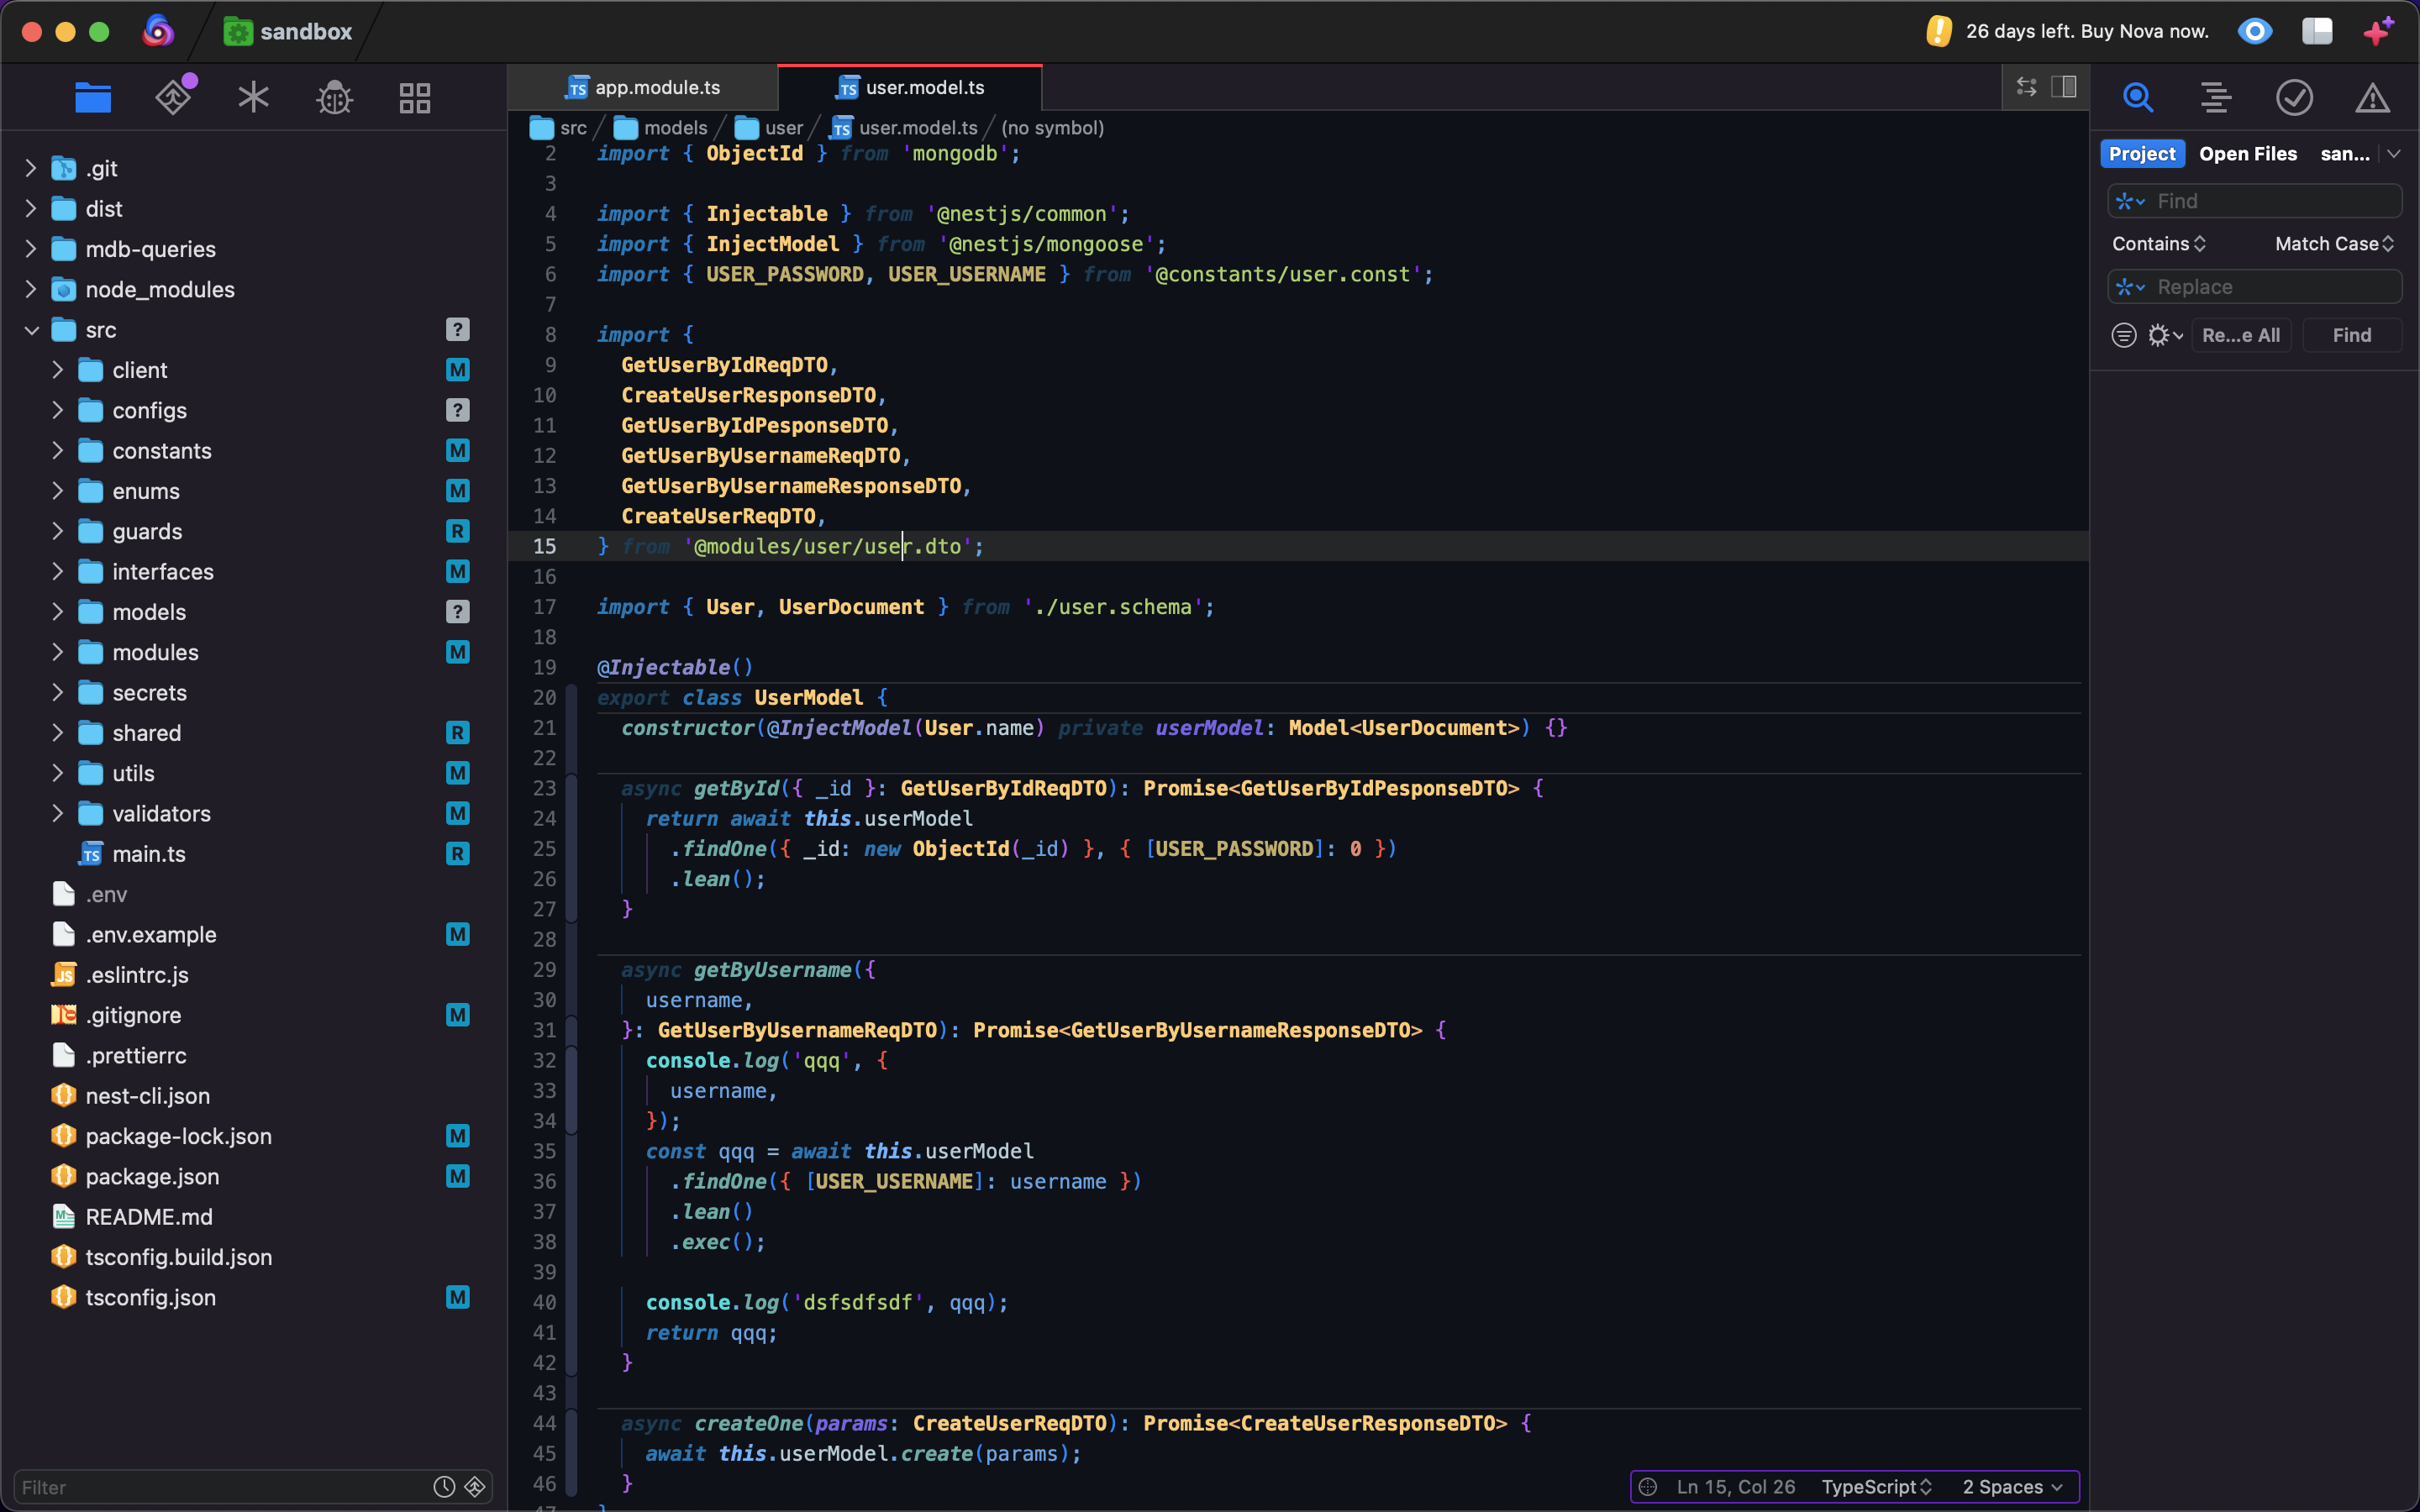 sandbox
26 days left. Buy Nova now.
app.module.ts
user.model.ts
src / models / user / user.model.ts / (no symbol)
.git
dist
mdb-queries
node_modules
src ?
client M
configs ?
constants M
enums M
guards R
interfaces M
models ?
modules M
secrets
shared R
utils M
validators M
main.ts R
.env
.env.example M
.eslintrc.js
.gitignore M
.prettierrc
nest-cli.json
package-lock.json M
package.json M
README.md
tsconfig.build.json
tsconfig.json M
Filter
2 import { ObjectId } from 'mongodb';
3
4 import { Injectable } from '@nestjs/common';
5 import { InjectModel } from '@nestjs/mongoose';
6 import { USER_PASSWORD, USER_USERNAME } from '@constants/user.const';
7
8 import {
9 GetUserByIdReqDTO,
10 CreateUserResponseDTO,
11 GetUserByIdPesponseDTO,
12 GetUserByUsernameReqDTO,
13 GetUserByUsernameResponseDTO,
14 CreateUserReqDTO,
15 } from '@modules/user/user.dto';
16
17 import { User, UserDocument } from './user.schema';
18
19 @Injectable()
20 export class UserModel {
21 constructor(@InjectModel(User.name) private userModel: Model<UserDocument>) {}
22
23 async getById({ _id }: GetUserByIdReqDTO): Promise<GetUserByIdPesponseDTO> {
24 return await this.userModel
25 .findOne({ _id: new ObjectId(_id) }, { [USER_PASSWORD]: 0 })
26 .lean();
27 }
28
29 async getByUsername({
30 username,
31 }: GetUserByUsernameReqDTO): Promise<GetUserByUsernameResponseDTO> {
32 console.log('qqq', {
33 username,
34 });
35 const qqq = await this.userModel
36 .findOne({ [USER_USERNAME]: username })
37 .lean()
38 .exec();
39
40 console.log('dsfsdfsdf', qqq);
41 return qqq;
42 }
43
44 async createOne(params: CreateUserReqDTO): Promise<CreateUserResponseDTO> {
45 await this.userModel.create(params);
46 }
47 }
Ln 15, Col 26 TypeScript 2 Spaces
Project Open Files san...
Find
Contains Match Case
Replace
Re...e All Find